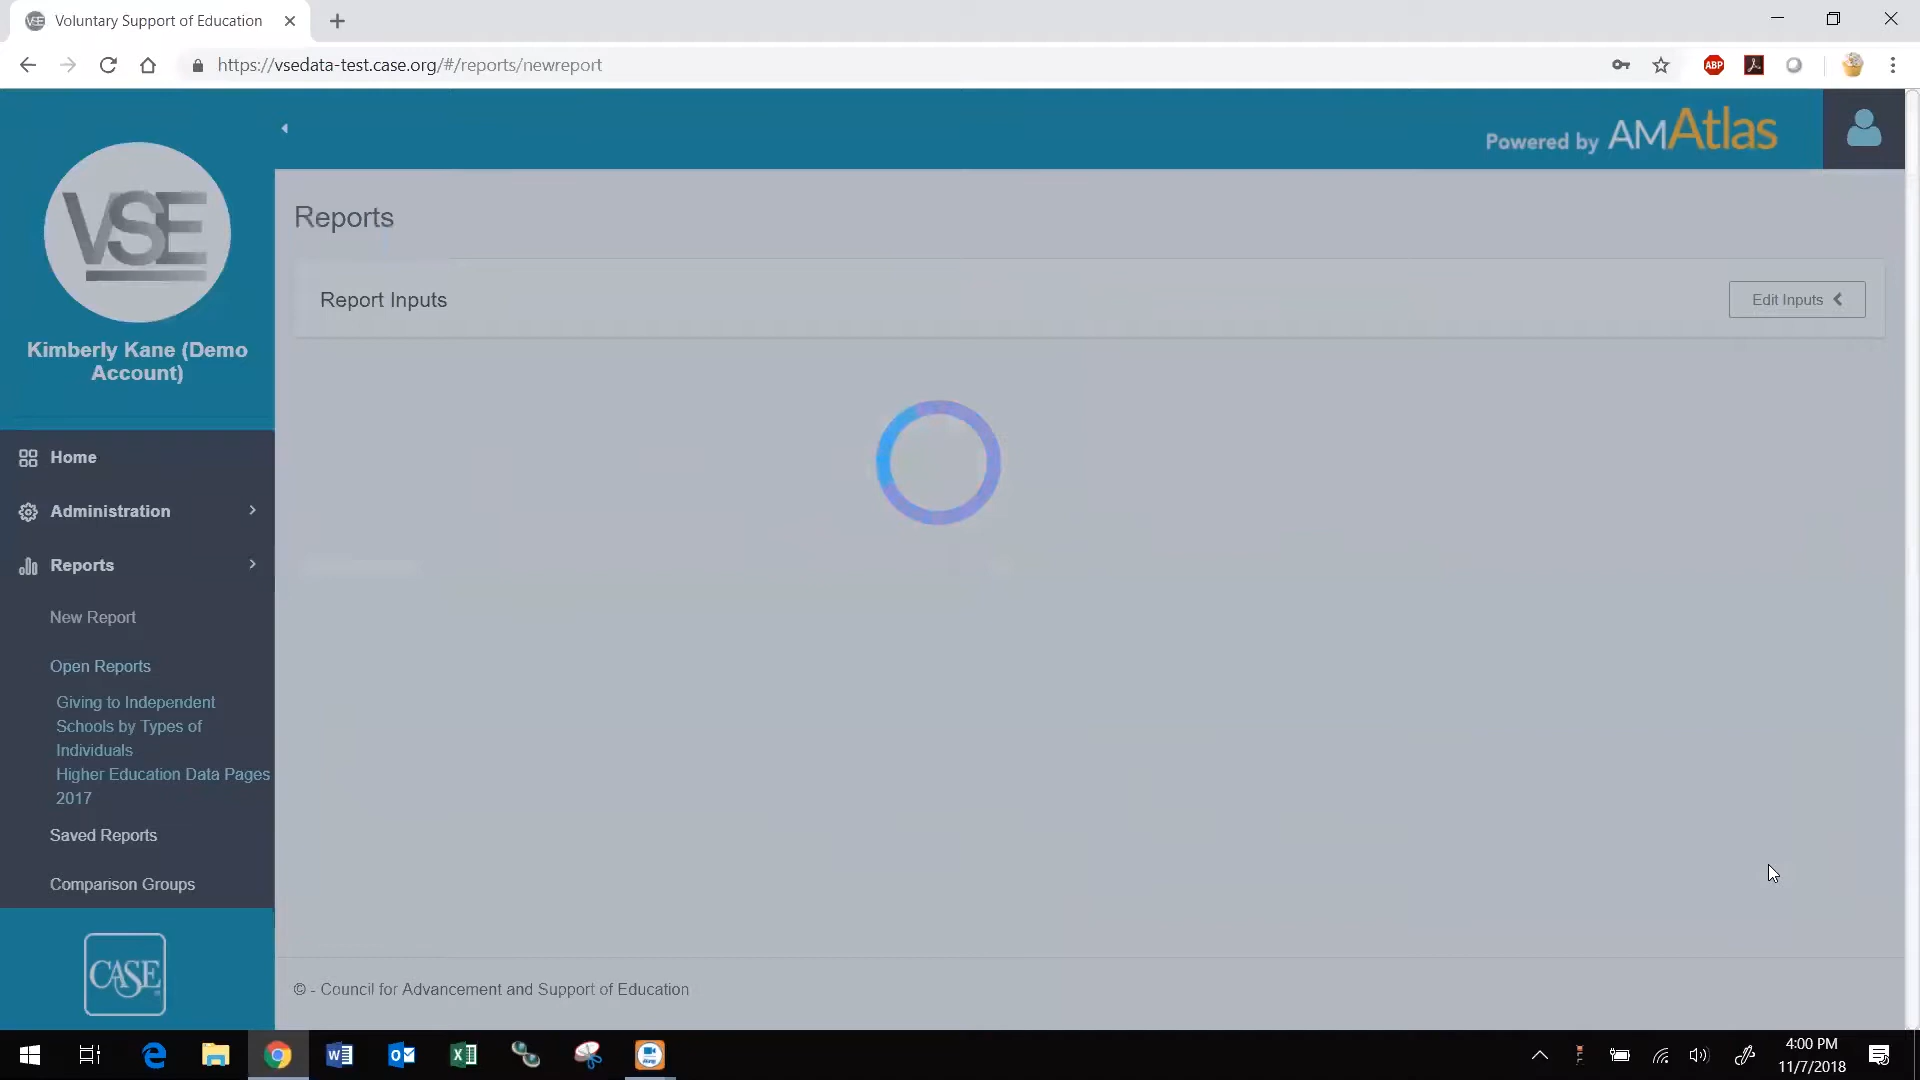 Voluntary Support of Education
https://vsedata-test.case.org/#/reports/newreport
ABP
Powered by AMAtlas
VSE
Kimberly Kane (Demo
Account)
Reports
Report Inputs
Edit Inputs
Home
Administration
Reports
New Report
Open Reports
Giving to Independent
Schools by Types of
Individuals
Higher Education Data Pages
2017
Saved Reports
Comparison Groups
CASE
© - Council for Advancement and Support of Education
4:00 PM
11/7/2018